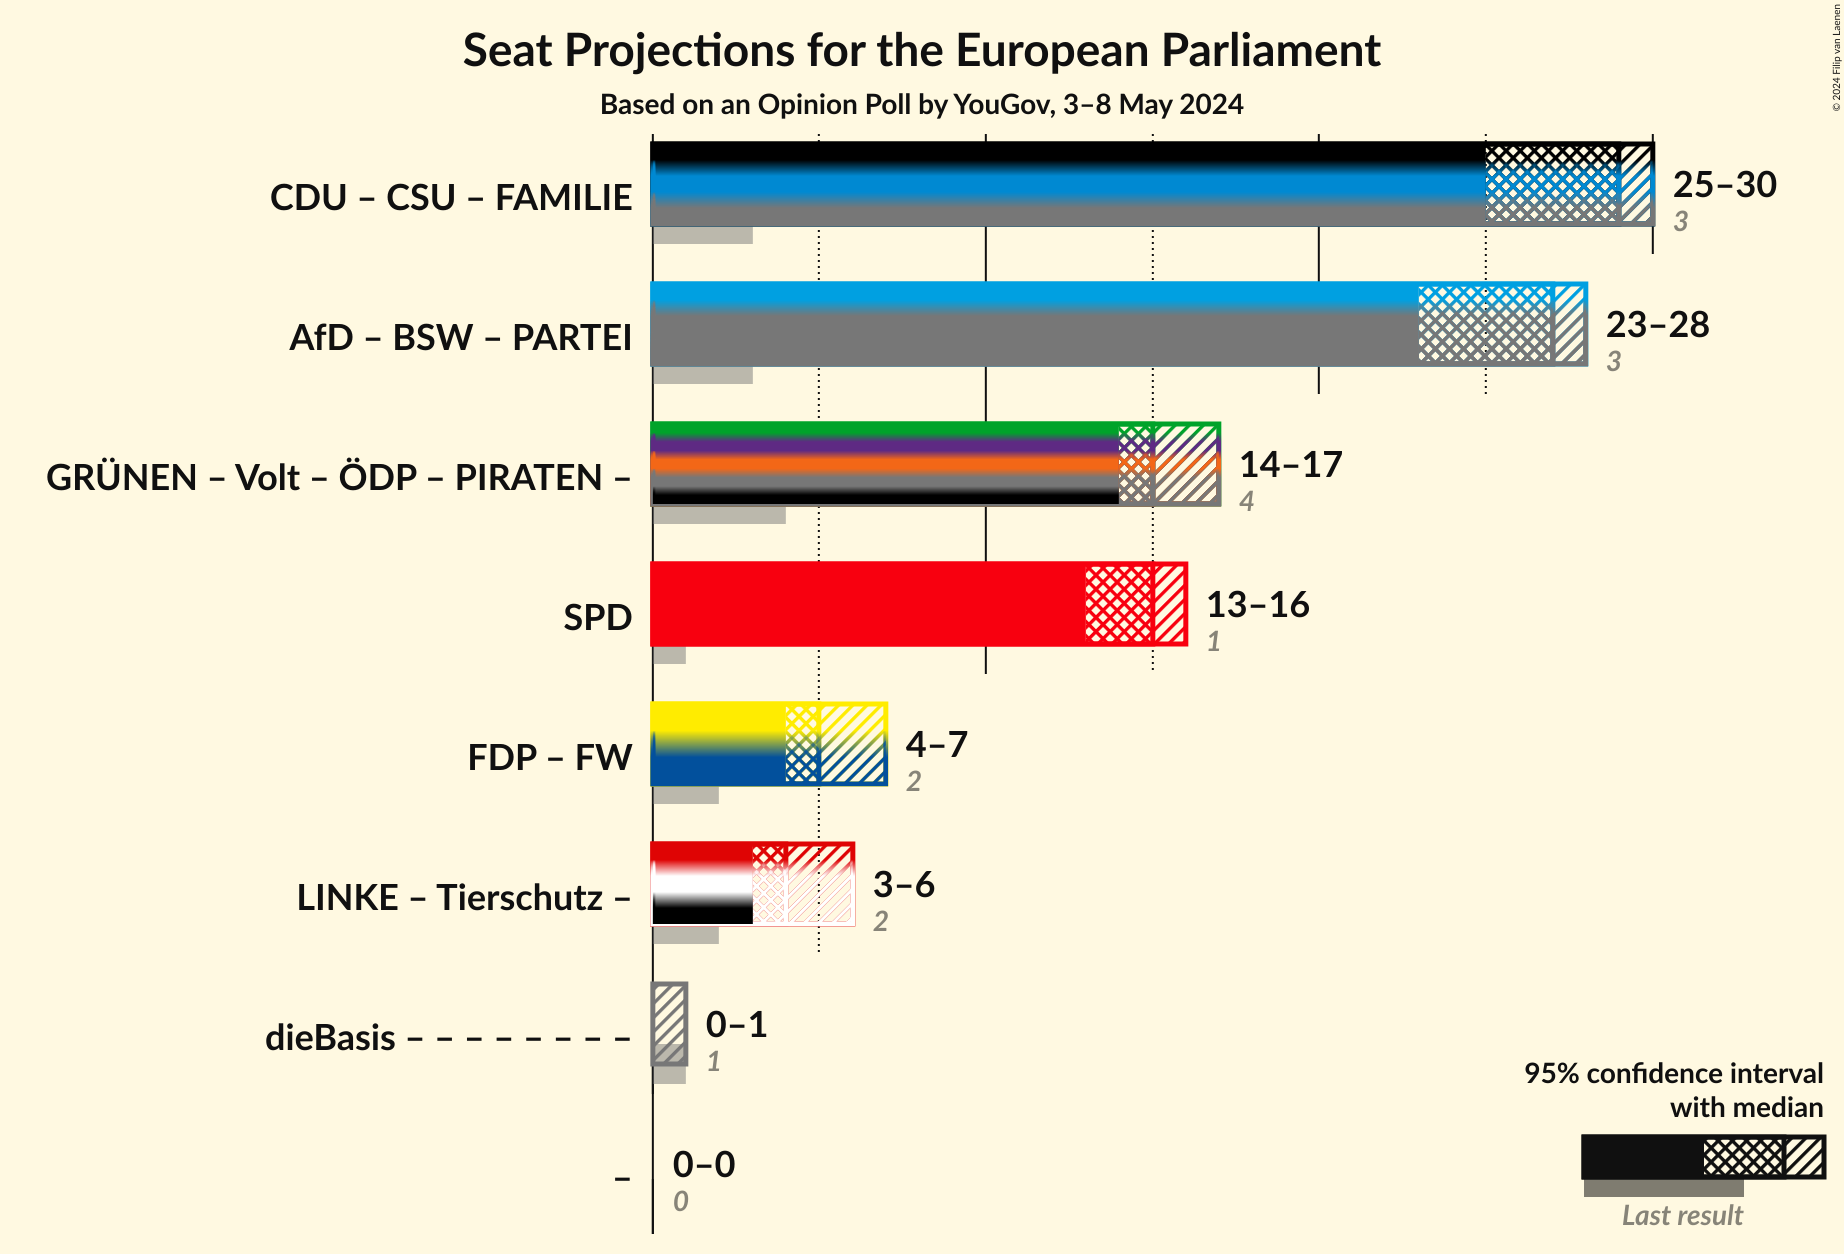 Seat Projections for the European Parliament
Based on an Opinion Poll by YouGov, 3–8 May 2024
© 2024 Filip van Laenen
CDU – CSU – FAMILIE
25–30
3
AfD – BSW – PARTEI
23–28
3
GRÜNEN – Volt – ÖDP – PIRATEN –
14–17
4
SPD
13–16
1
FDP – FW
4–7
2
LINKE – Tierschutz –
3–6
2
dieBasis – – – – – – – –
0–1
1
–
0–0
0
95% confidence interval
with median
Last result